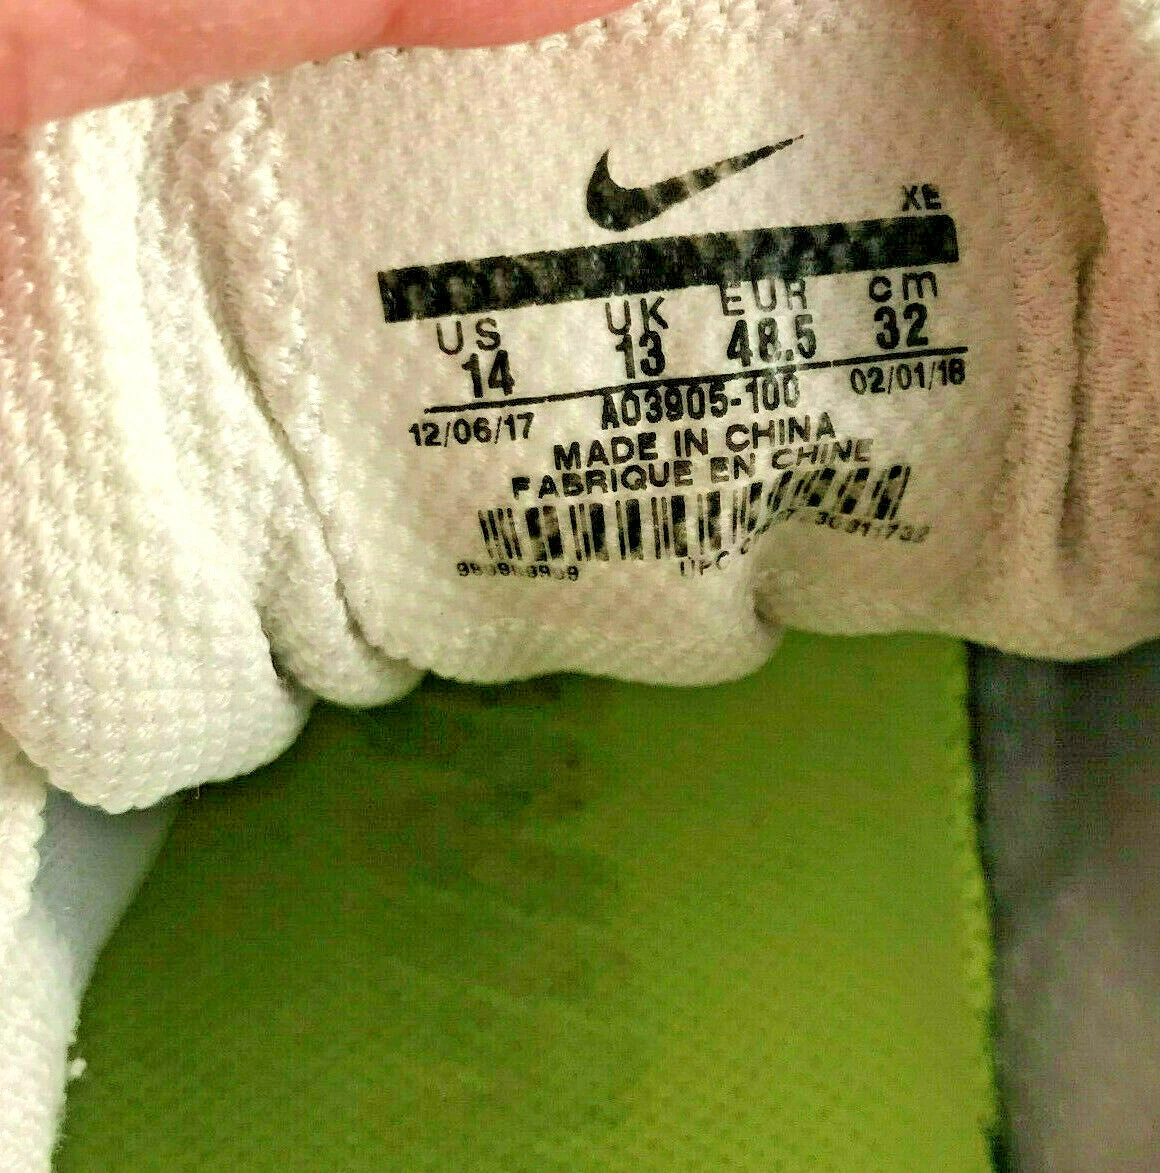 XE
US UK EUR cm
14 13 48.5 32
12/06/17 AO3905-100 02/01/18
MADE IN CHINA
FABRIQUE EN CHINE
UPC